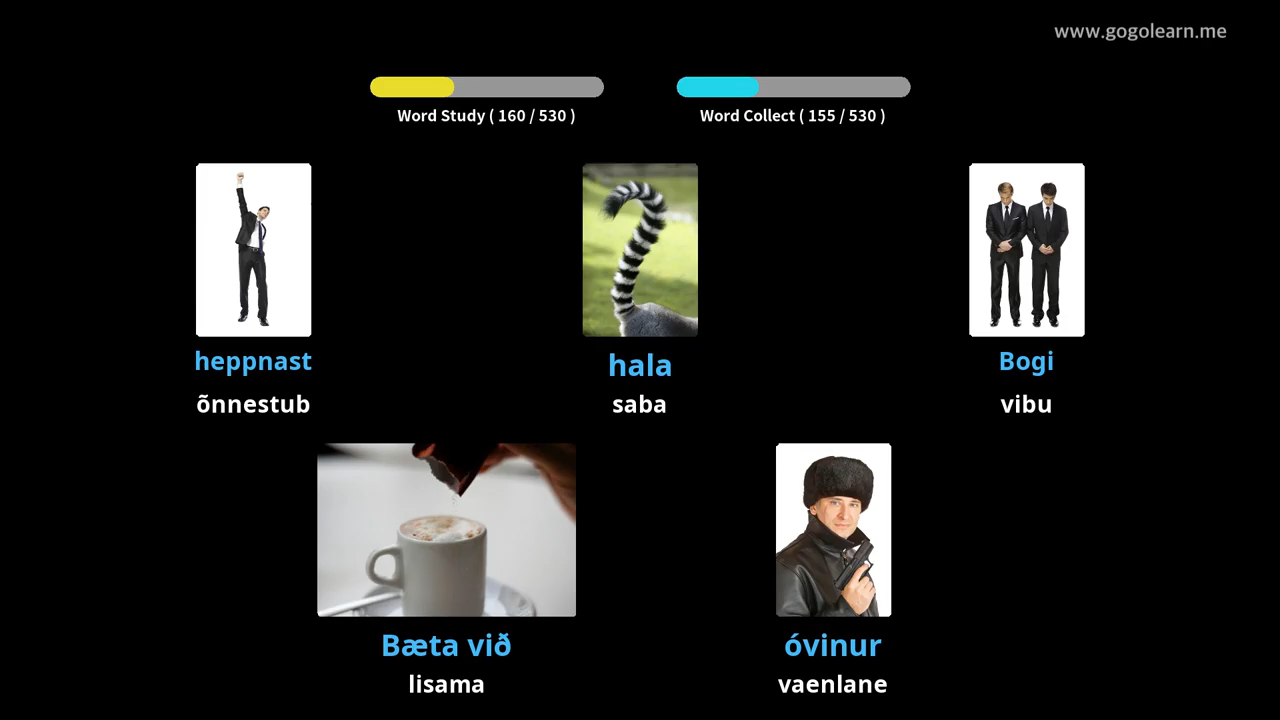 www.gogolearn.me
Word Study ( 160 / 530 )
Word Collect ( 155 / 530 )
heppnast
hala
Bogi
õnnestub
saba
vibu
Bæta við
óvinur
lisama
vaenlane